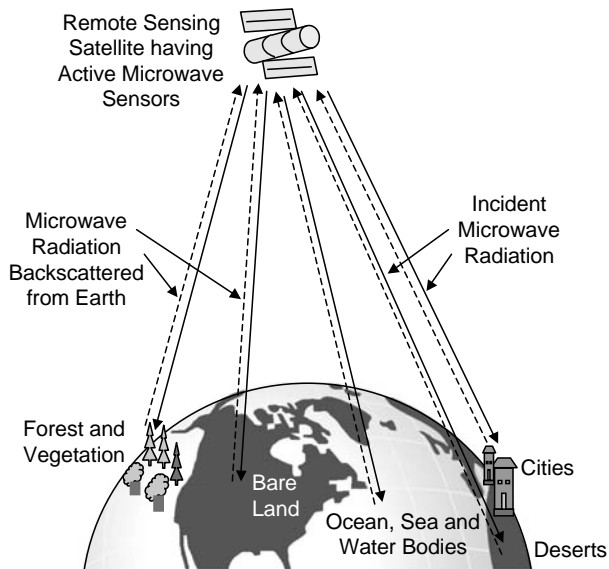 Remote Sensing
Satellite having
Active Microwave
Sensors
Microwave
Radiation
Backscattered
from Earth
Incident
Microwave
Radiation
Forest and
Vegetation
Bare
Land
Ocean, Sea and
Water Bodies
Cities
Deserts